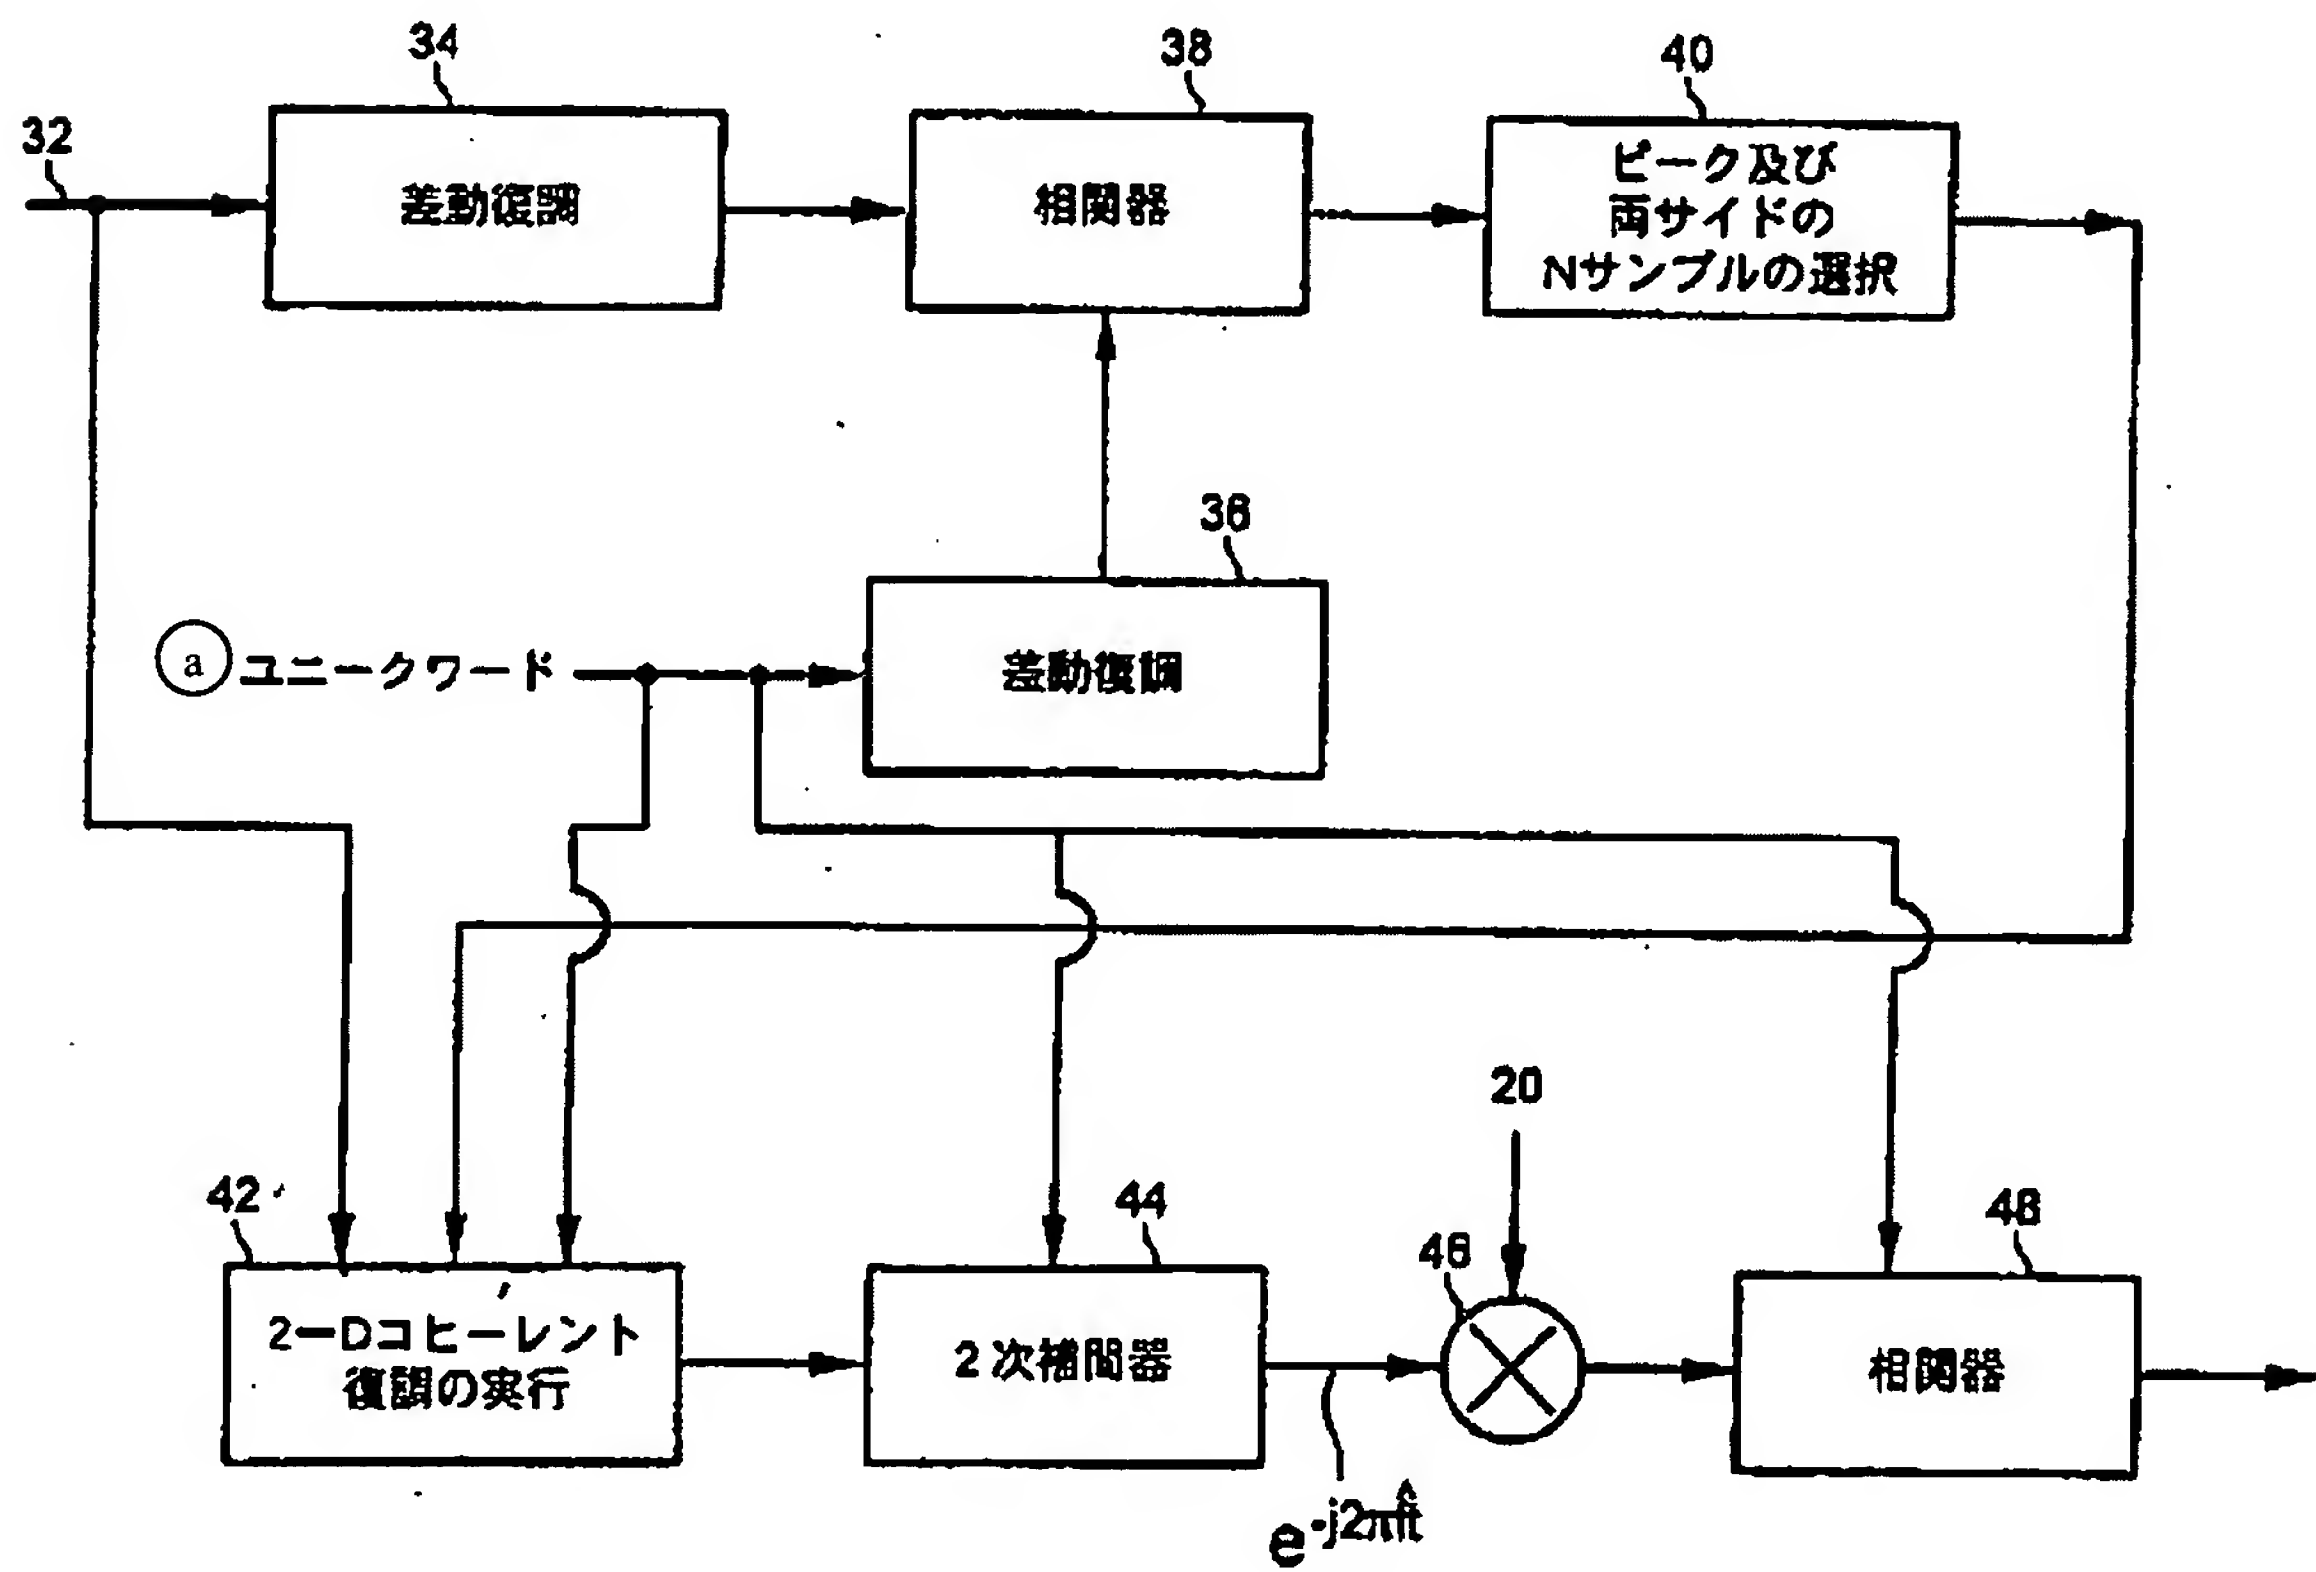 34
38
40
32
差動復調
相関器
ピーク及び
両サイドの
Nサンプルの選択
36
a ユニークワード
差動復調
20
42
44
46
48
2−Dコヒーレント
復調の実行
2次補間器
相関器
e^-j2πf̂t